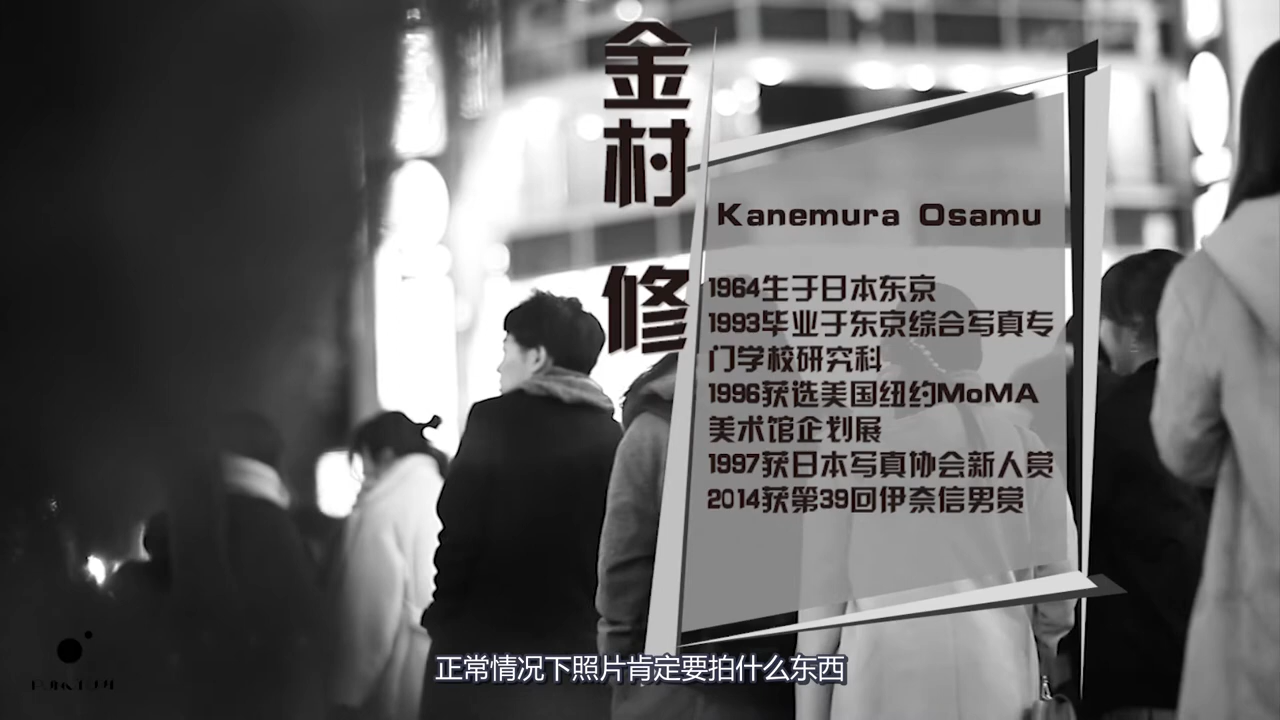 金村 修
Kanemura Osamu
1964生于日本东京
1993毕业于东京综合写真专
门学校研究科
1996获选美国纽约MoMA
美术馆企划展
1997获日本写真协会新人赏
2014获第39回伊奈信男赏
正常情况下照片肯定要拍什么东西